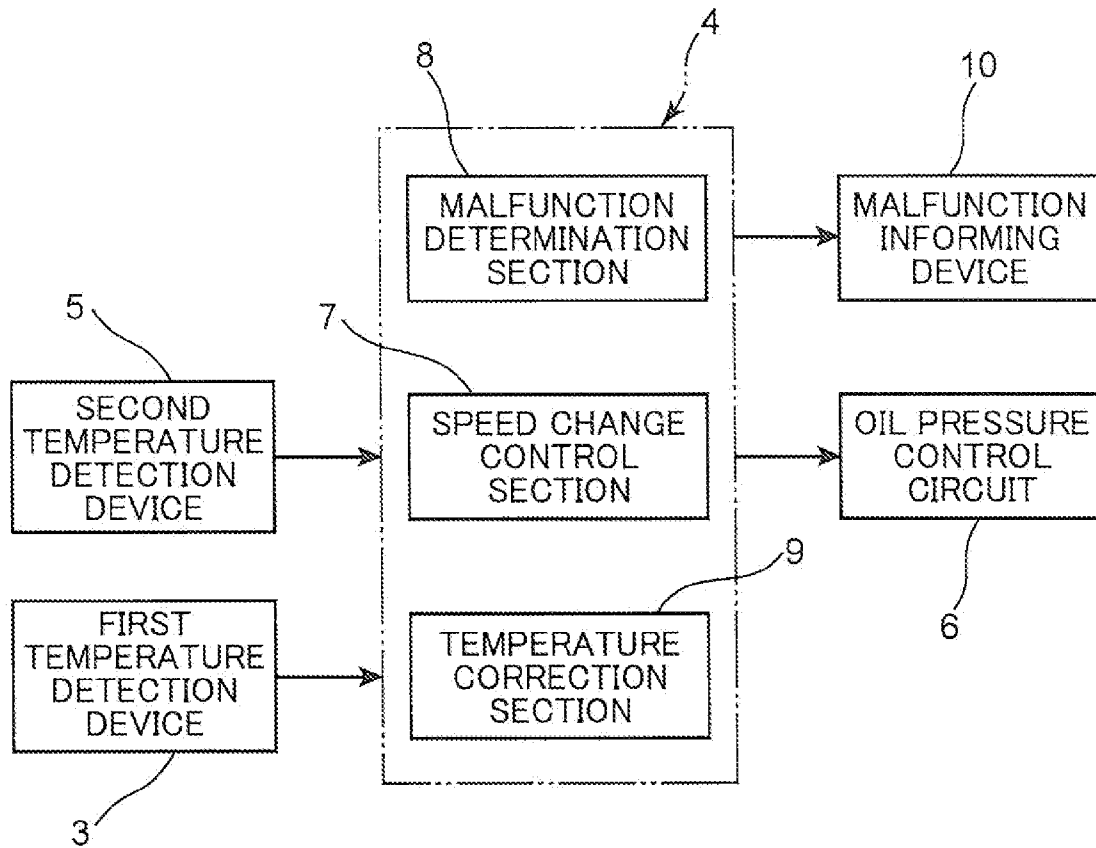 4
8
10
MALFUNCTION
DETERMINATION
SECTION
MALFUNCTION
INFORMING
DEVICE
5
7
SECOND
TEMPERATURE
DETECTION
DEVICE
SPEED CHANGE
CONTROL
SECTION
OIL PRESSURE
CONTROL
CIRCUIT
9
6
FIRST
TEMPERATURE
DETECTION
DEVICE
TEMPERATURE
CORRECTION
SECTION
3